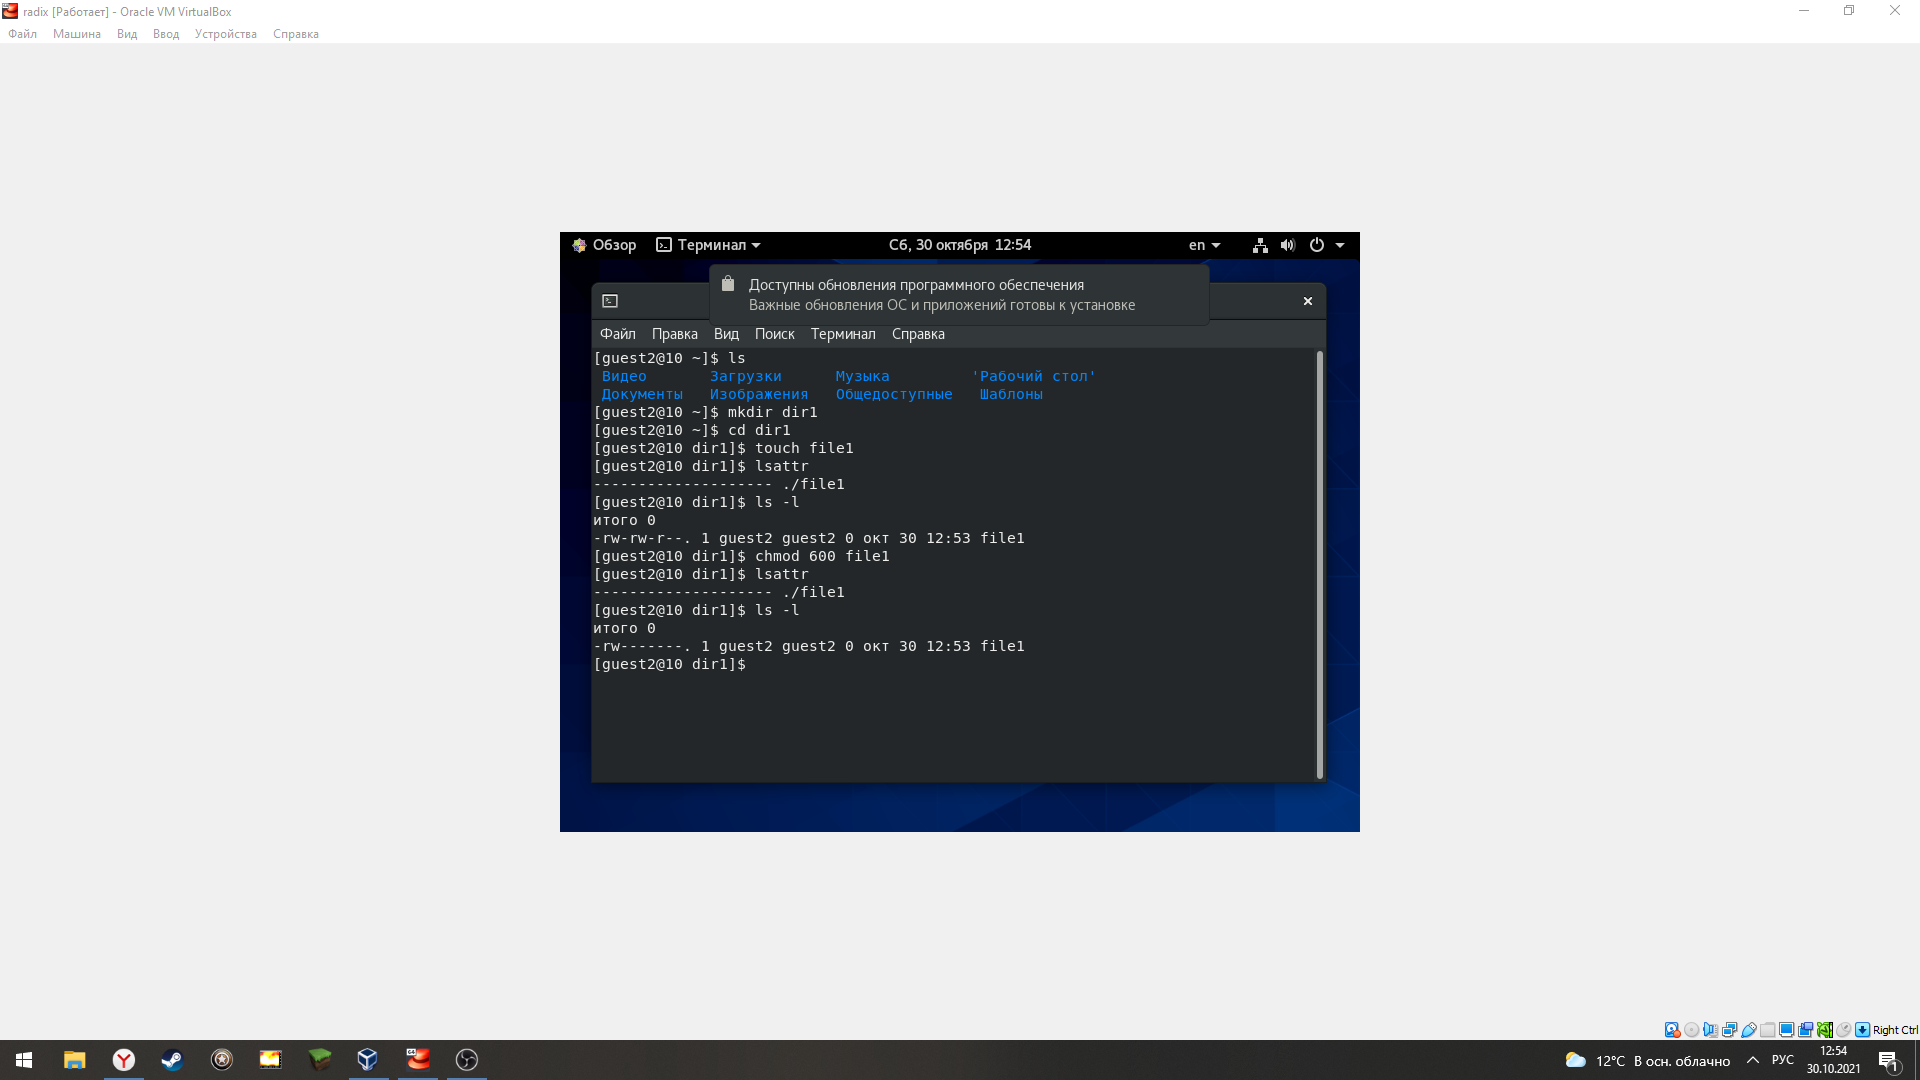 radix [Работает] - Oracle VM VirtualBox
Файл Машина Вид Ввод Устройства Справка
Обзор Терминал Сб, 30 октября 12:54 en
Доступны обновления программного обеспечения
Важные обновления ОС и приложений готовы к установке
Файл Правка Вид Поиск Терминал Справка
[guest2@10 ~]$ ls
Видео Загрузки Музыка 'Рабочий стол'
Документы Изображения Общедоступные Шаблоны
[guest2@10 ~]$ mkdir dir1
[guest2@10 ~]$ cd dir1
[guest2@10 dir1]$ touch file1
[guest2@10 dir1]$ lsattr
-------------------- ./file1
[guest2@10 dir1]$ ls -l
итого 0
-rw-rw-r--. 1 guest2 guest2 0 окт 30 12:53 file1
[guest2@10 dir1]$ chmod 600 file1
[guest2@10 dir1]$ lsattr
-------------------- ./file1
[guest2@10 dir1]$ ls -l
итого 0
-rw-------. 1 guest2 guest2 0 окт 30 12:53 file1
[guest2@10 dir1]$
Right Ctrl
12°C В осн. облачно РУС 12:54
30.10.2021
1